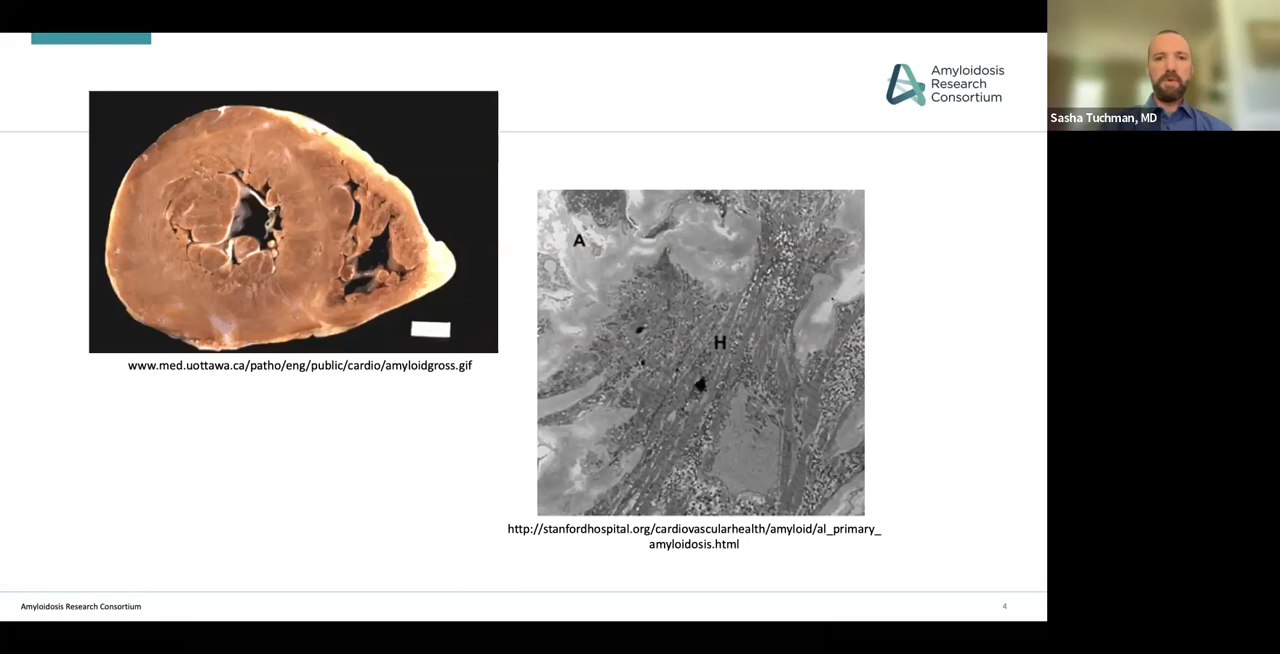 Amyloidosis
Research
Consortium
Sasha Tuchman, MD
A
H
www.med.uottawa.ca/patho/eng/public/cardio/amyloidgross.gif
http://stanfordhospital.org/cardiovascularhealth/amyloid/al_primary_
amyloidosis.html
Amyloidosis Research Consortium
4